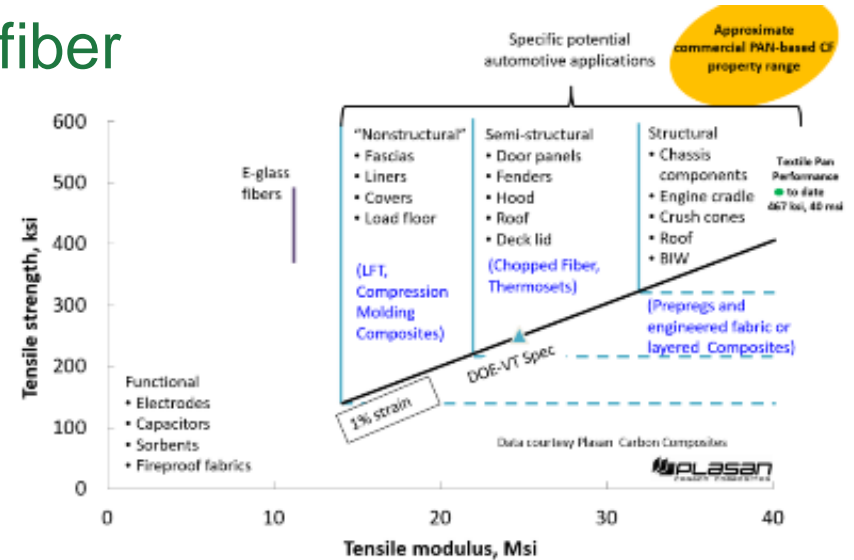 fiber
Specific potential
automotive applications
Approximate
commercial PAN-based CF
property range
600
500
400
300
200
100
0
Tensile strength, ksi
E-glass
fibers
"Nonstructural"
• Fascias
• Liners
• Covers
• Load floor
(LFT,
Compression
Molding
Composites)
Semi-structural
• Door panels
• Fenders
• Hood
• Roof
• Deck lid
(Chopped Fiber,
Thermosets)
Structural
• Chassis
components
• Engine cradle
• Crush cones
• Roof
• BIW
(Prepregs and
engineered fabric or
layered Composites)
Textile Pan
Performance
to date
467 ksi, 40 msi
DOE-VT Spec
1% strain
Functional
• Electrodes
• Capacitors
• Sorbents
• Fireproof fabrics
Data courtesy Plasan Carbon Composites
PLASAN
CARBON COMPOSITES
0
10
20
30
40
Tensile modulus, Msi